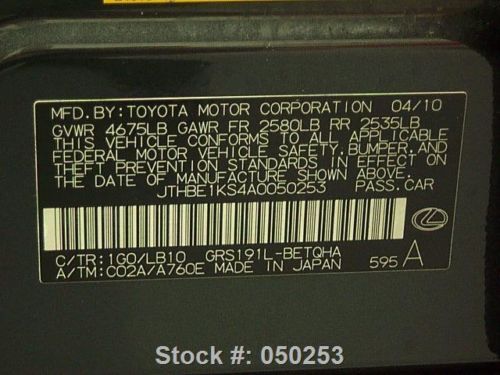 MFD. BY: TOYOTA MOTOR CORPORATION 04/10
GVWR 4675LB GAWR FR 2580LB RR 2535LB
THIS VEHICLE CONFORMS TO ALL APPLICABLE
FEDERAL MOTOR VEHICLE SAFETY, BUMPER, AND
THEFT PREVENTION STANDARDS IN EFFECT ON
THE DATE OF MANUFACTURE SHOWN ABOVE.
JTHBE1KS4A0050253 PASS.CAR
C/TR: 1G0/LB10 GRS191L-BETQHA
A/TM: C02A/A760E MADE IN JAPAN 595 A
Stock #: 050253